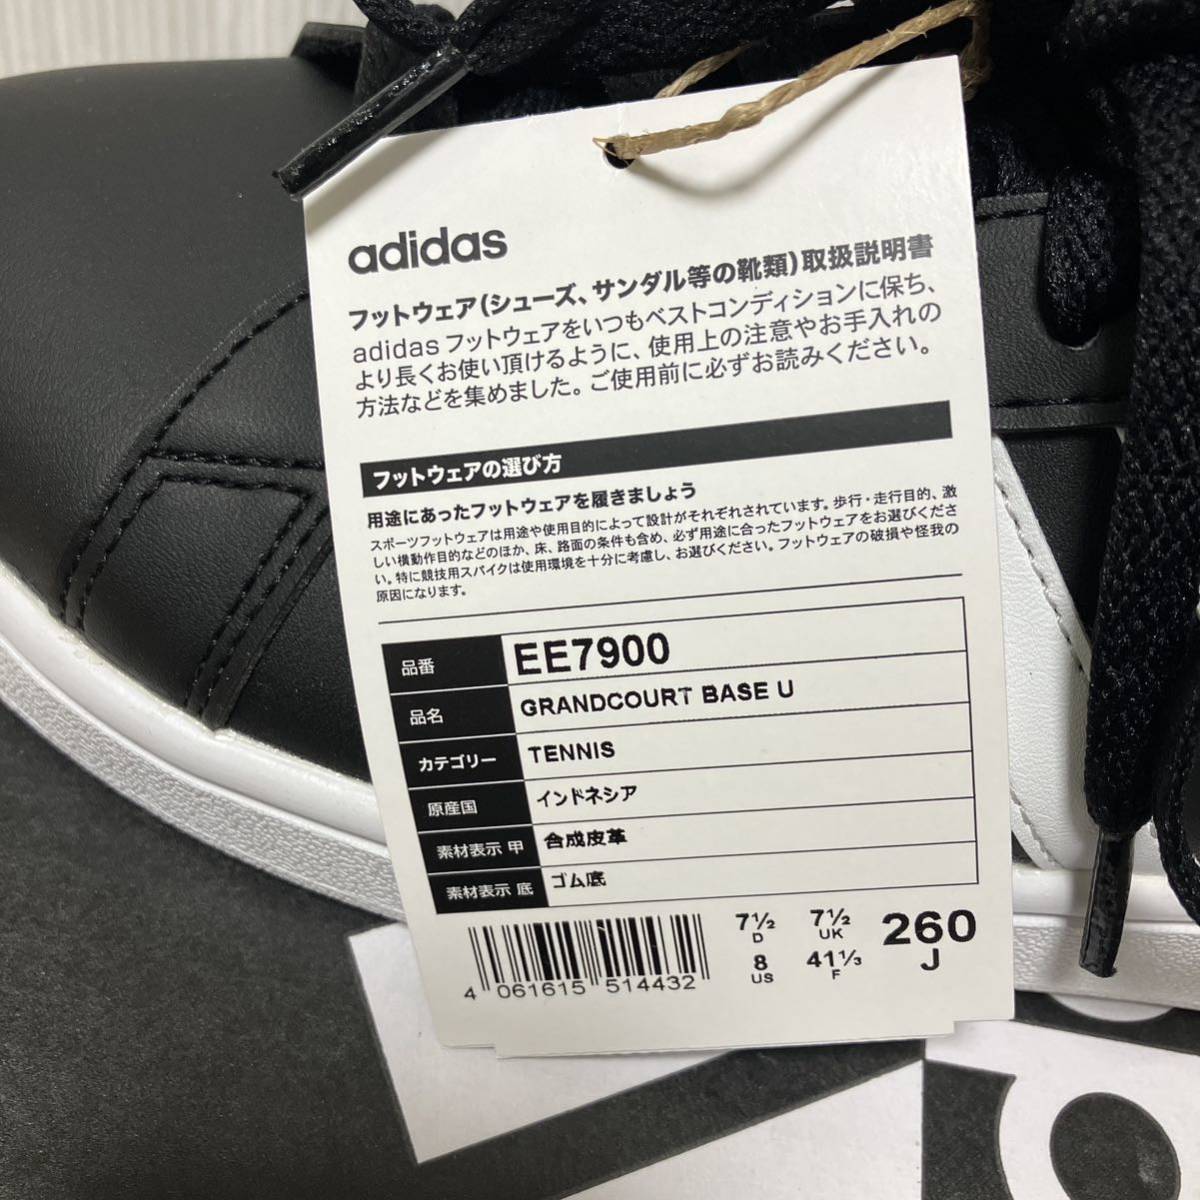 adidas
フットウェア(シューズ、サンダル等の靴類)取扱説明書
adidas フットウェアをいつもベストコンディションに保ち、
より長くお使い頂けるように、使用上の注意やお手入れの
方法などを集めました。ご使用前に必ずお読みください。
フットウェアの選び方
用途にあったフットウェアを履きましょう
スポーツフットウェアは用途や使用目的によって設計がそれぞれされています。歩行・走行目的、激
しい横動作目的などのほか、床、路面の条件も含め、必ず用途に合ったフットウェアをお選びくださ
い。特に競技用スパイクは使用環境を十分に考慮し、お選びください。フットウェアの破損や怪我の
原因になります。
品番 EE7900
品名 GRANDCOURT BASE U
カテゴリー TENNIS
原産国 インドネシア
素材表示 甲 合成皮革
素材表示 底 ゴム底
7½ 7½ 260
D UK J
8 41⅓
US F
4 061615 514432